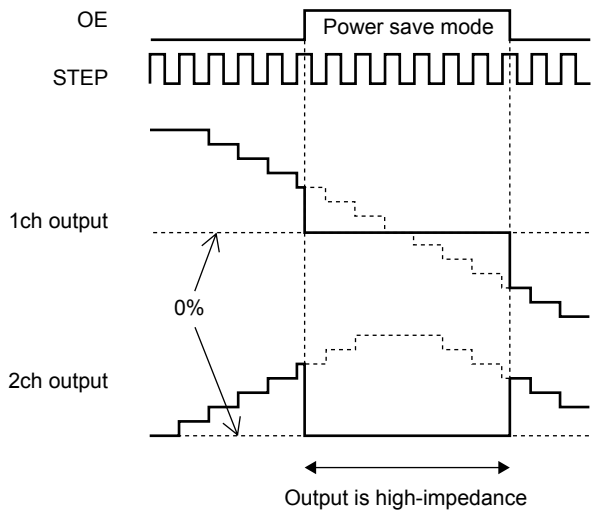 OE
Power save mode
STEP
1ch output
0%
2ch output
Output is high-impedance